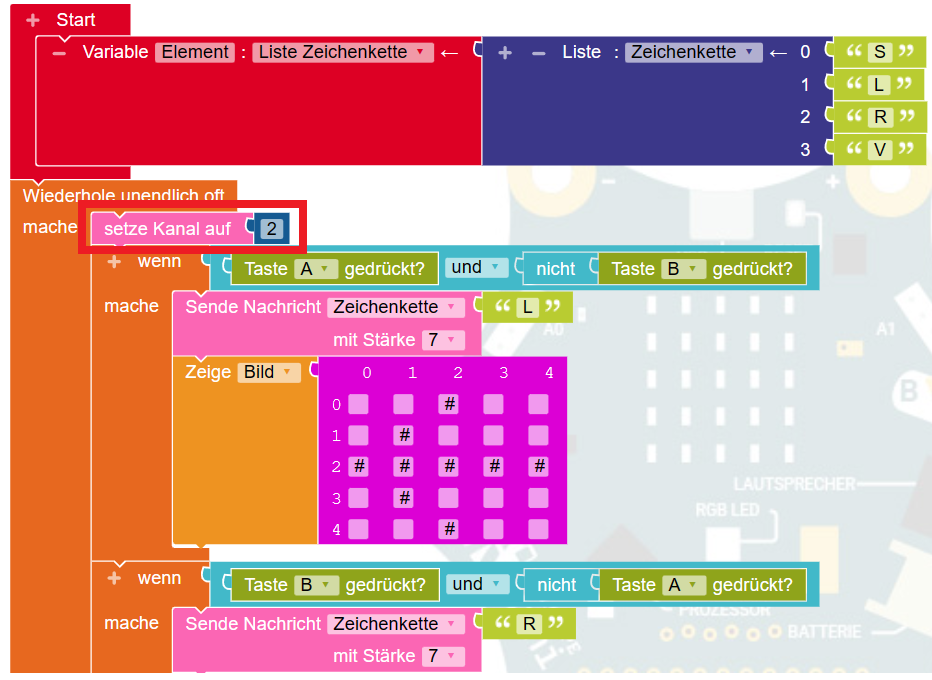 + Start
− Variable Element : Liste Zeichenkette ▾ ← + − Liste : Zeichenkette ▾ ← 0 “ S ”
1 “ L ”
2 “ R ”
3 “ V ”
Wiederhole unendlich oft
mache setze Kanal auf 2
+ wenn Taste A ▾ gedrückt? und ▾ nicht Taste B ▾ gedrückt?
mache Sende Nachricht Zeichenkette ▾ “ L ”
mit Stärke 7 ▾
A0 A1
Zeige Bild ▾ 0 1 2 3 4
0 #
1 #
B
2 # # # # #
3 #
4 #
LAUTSPRECHER
RGB LED
+ wenn Taste B ▾ gedrückt? und ▾ nicht Taste A ▾ gedrückt?
mache Sende Nachricht Zeichenkette ▾ “ R ”
PROZESSOR
BATTERIE
mit Stärke 7 ▾